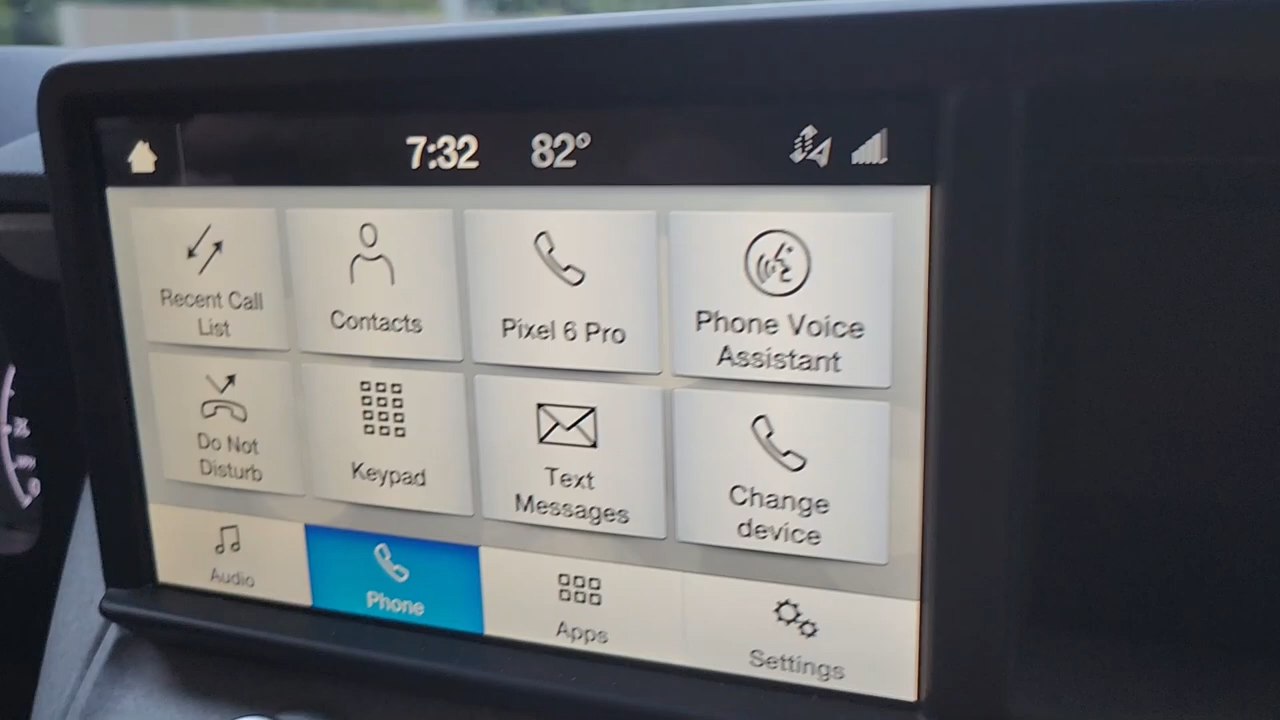 7:32 82°
Recent Call
List
Contacts
Pixel 6 Pro
Phone Voice
Assistant
Do Not
Disturb
Keypad
Text
Messages
Change
device
Audio
Phone
Apps
Settings